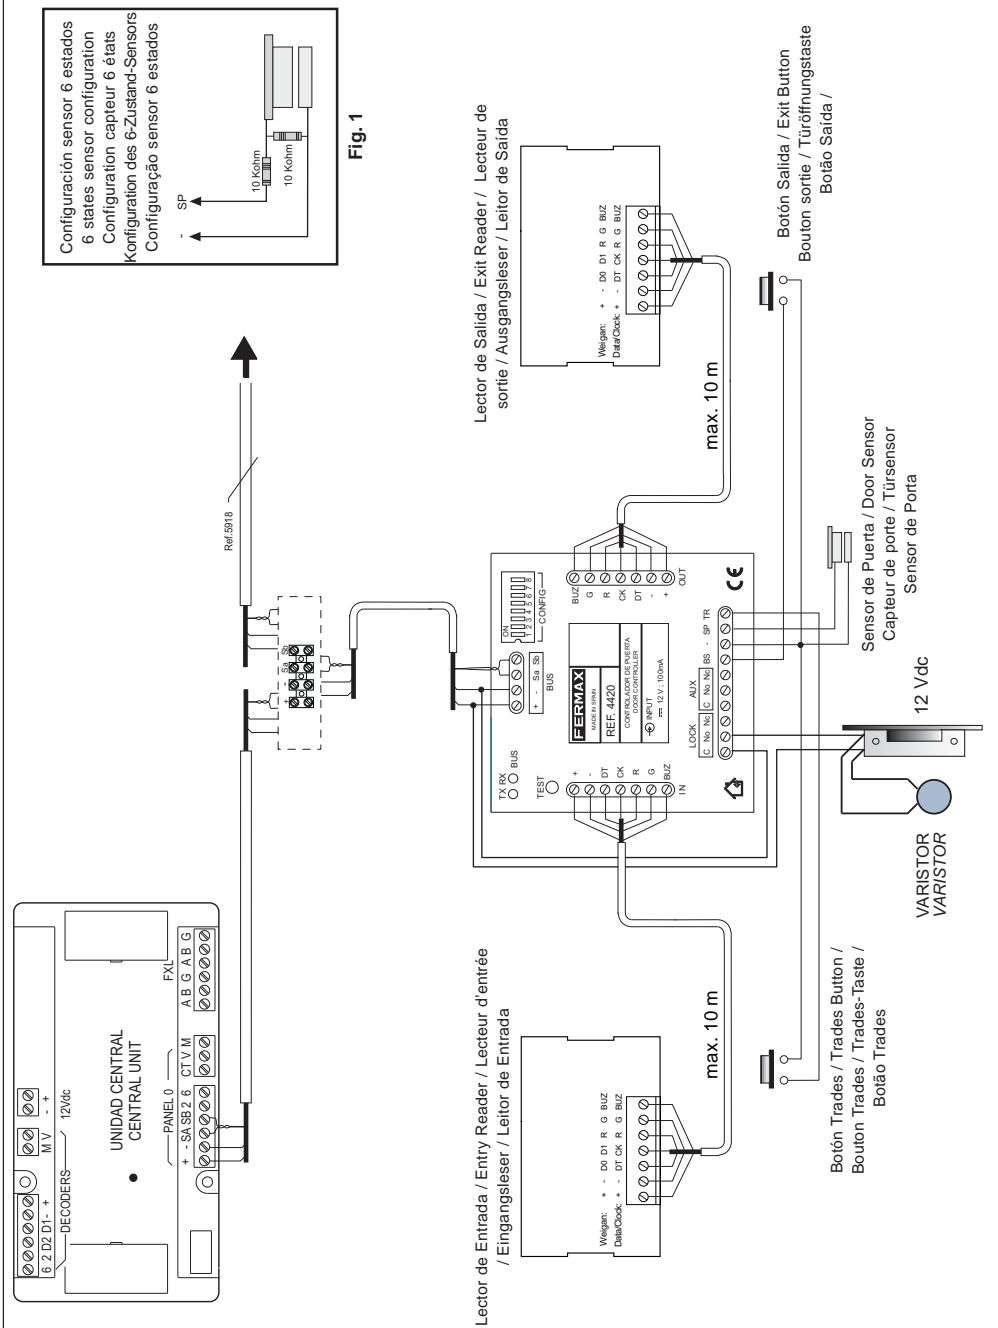 Configuración sensor 6 estados
6 states sensor configuration
Configuration capteur 6 états
Konfiguration des 6-Zustand-Sensors
Configuração sensor 6 estados
- SP
10 Kohm
10 Kohm
Fig. 1
6 2 D2 D1 - +
DECODERS
M V
- +
12Vdc
UNIDAD CENTRAL
CENTRAL UNIT
PANEL 0
+ - SA SB 2 6
CT V M
FXL
A B G A B G
Ref.5918
+ - Sa Sb
Lector de Salida / Exit Reader / Lecteur de
sortie / Ausgangsleser / Leitor de Saída
Weigan: + - D0 D1 R G BUZ
Data/Clock: + - DT CK R G BUZ
max. 10 m
Botón Salida / Exit Button
Bouton sortie / Türöffnungstaste
Botão Saída /
TX RX BUS
TEST
+ - Sa Sb
BUS
ON
1 2 3 4 5 6 7 8
CONFIG
+ - DT CK R G BUZ
IN
FERMAX
MADE IN SPAIN
REF. 4420
CONTROLADOR DE PUERTA
DOOR CONTROLLER
INPUT
12 V : 100mA
BUZ G R CK DT - +
OUT
LOCK
C No Nc
AUX
C No Nc
BS - SP TR
CE
Sensor de Puerta / Door Sensor
Capteur de porte / Türsensor
Sensor de Porta
12 Vdc
VARISTOR
VARISTOR
Lector de Entrada / Entry Reader / Lecteur d'entrée
/ Eingangsleser / Leitor de Entrada
Weigan: + - D0 D1 R G BUZ
Data/Clock: + - DT CK R G BUZ
max. 10 m
Botón Trades / Trades Button /
Bouton Trades / Trades-Taste /
Botão Trades